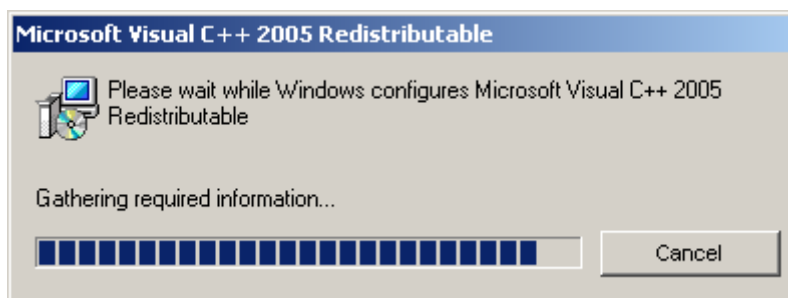 Microsoft Visual C++ 2005 Redistributable
Please wait while Windows configures Microsoft Visual C++ 2005
Redistributable
Gathering required information...
Cancel